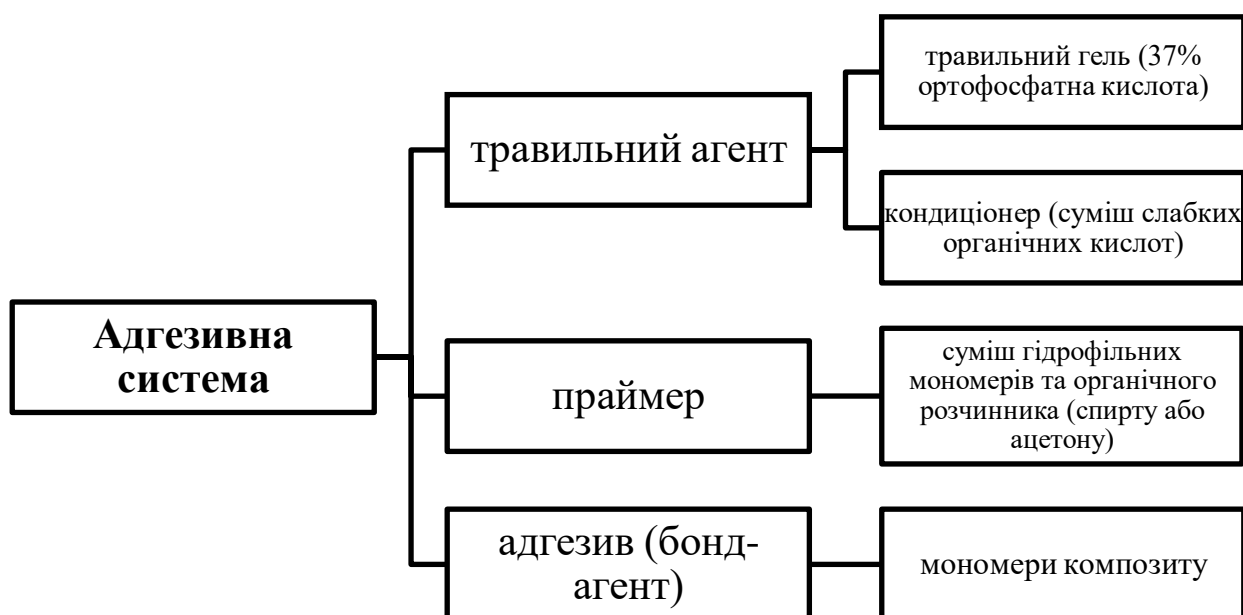 Адгезивна
система
травильний агент
травильний гель (37%
ортофосфатна кислота)
кондиціонер (суміш слабких
органічних кислот)
праймер
суміш гідрофільних
мономерів та органічного
розчинника (спирту або
ацетону)
адгезив (бонд-
агент)
мономери композиту